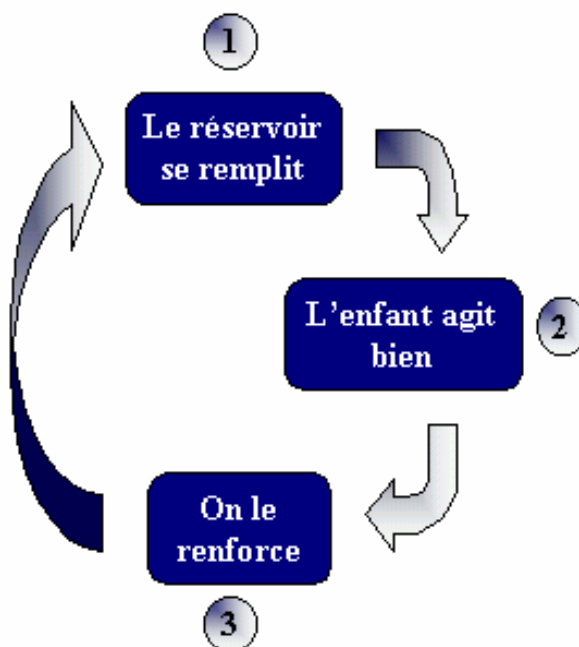 1
Le réservoir
se remplit
L'enfant agit
bien
2
On le
renforce
3